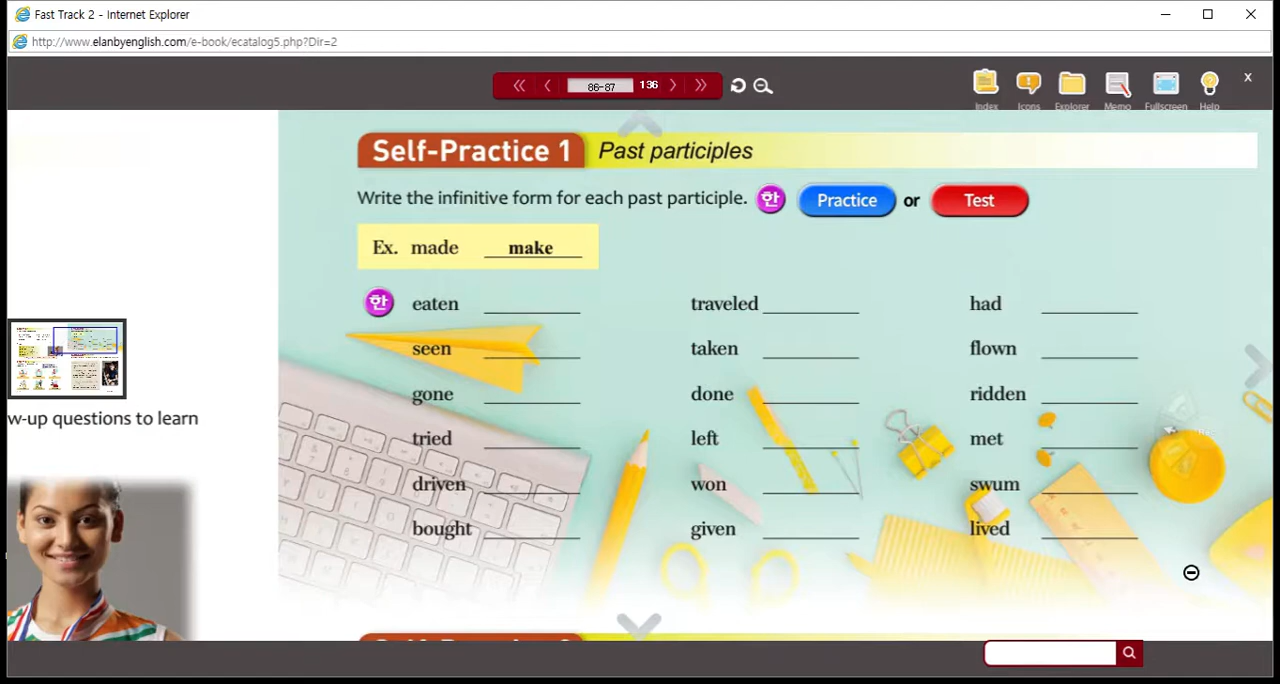 Fast Track 2 - Internet Explorer
http://www.elanbyenglish.com/e-book/ecatalog5.php?Dir=2
86-87 136
Index Icons Explorer Memo Fullscreen Help X
Self-Practice 1 Past participles
Write the infinitive form for each past participle. 한 Practice or Test
Ex. made make
한 eaten traveled had
seen taken flown
gone done ridden
tried left met
driven won swum
bought given lived
w-up questions to learn